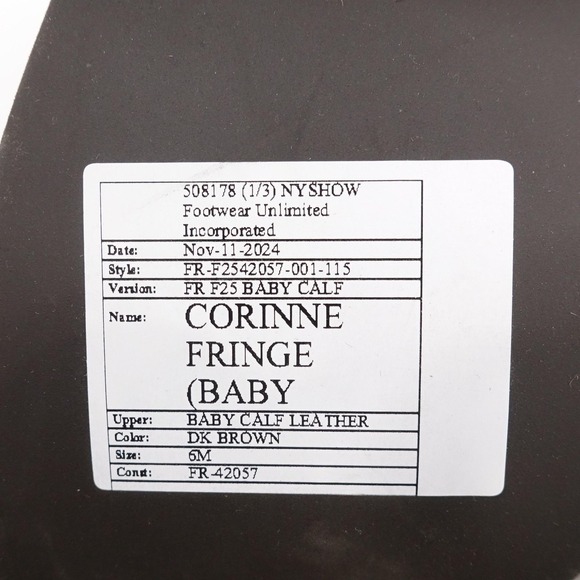 508178 (1/3) NYSHOW
Footwear Unlimited
Incorporated
Date: Nov-11-2024
Style: FR-F2542057-001-115
Version: FR F25 BABY CALF
Name: CORINNE
FRINGE
(BABY
Upper: BABY CALF LEATHER
Color: DK BROWN
Size: 6M
Const: FR-42057